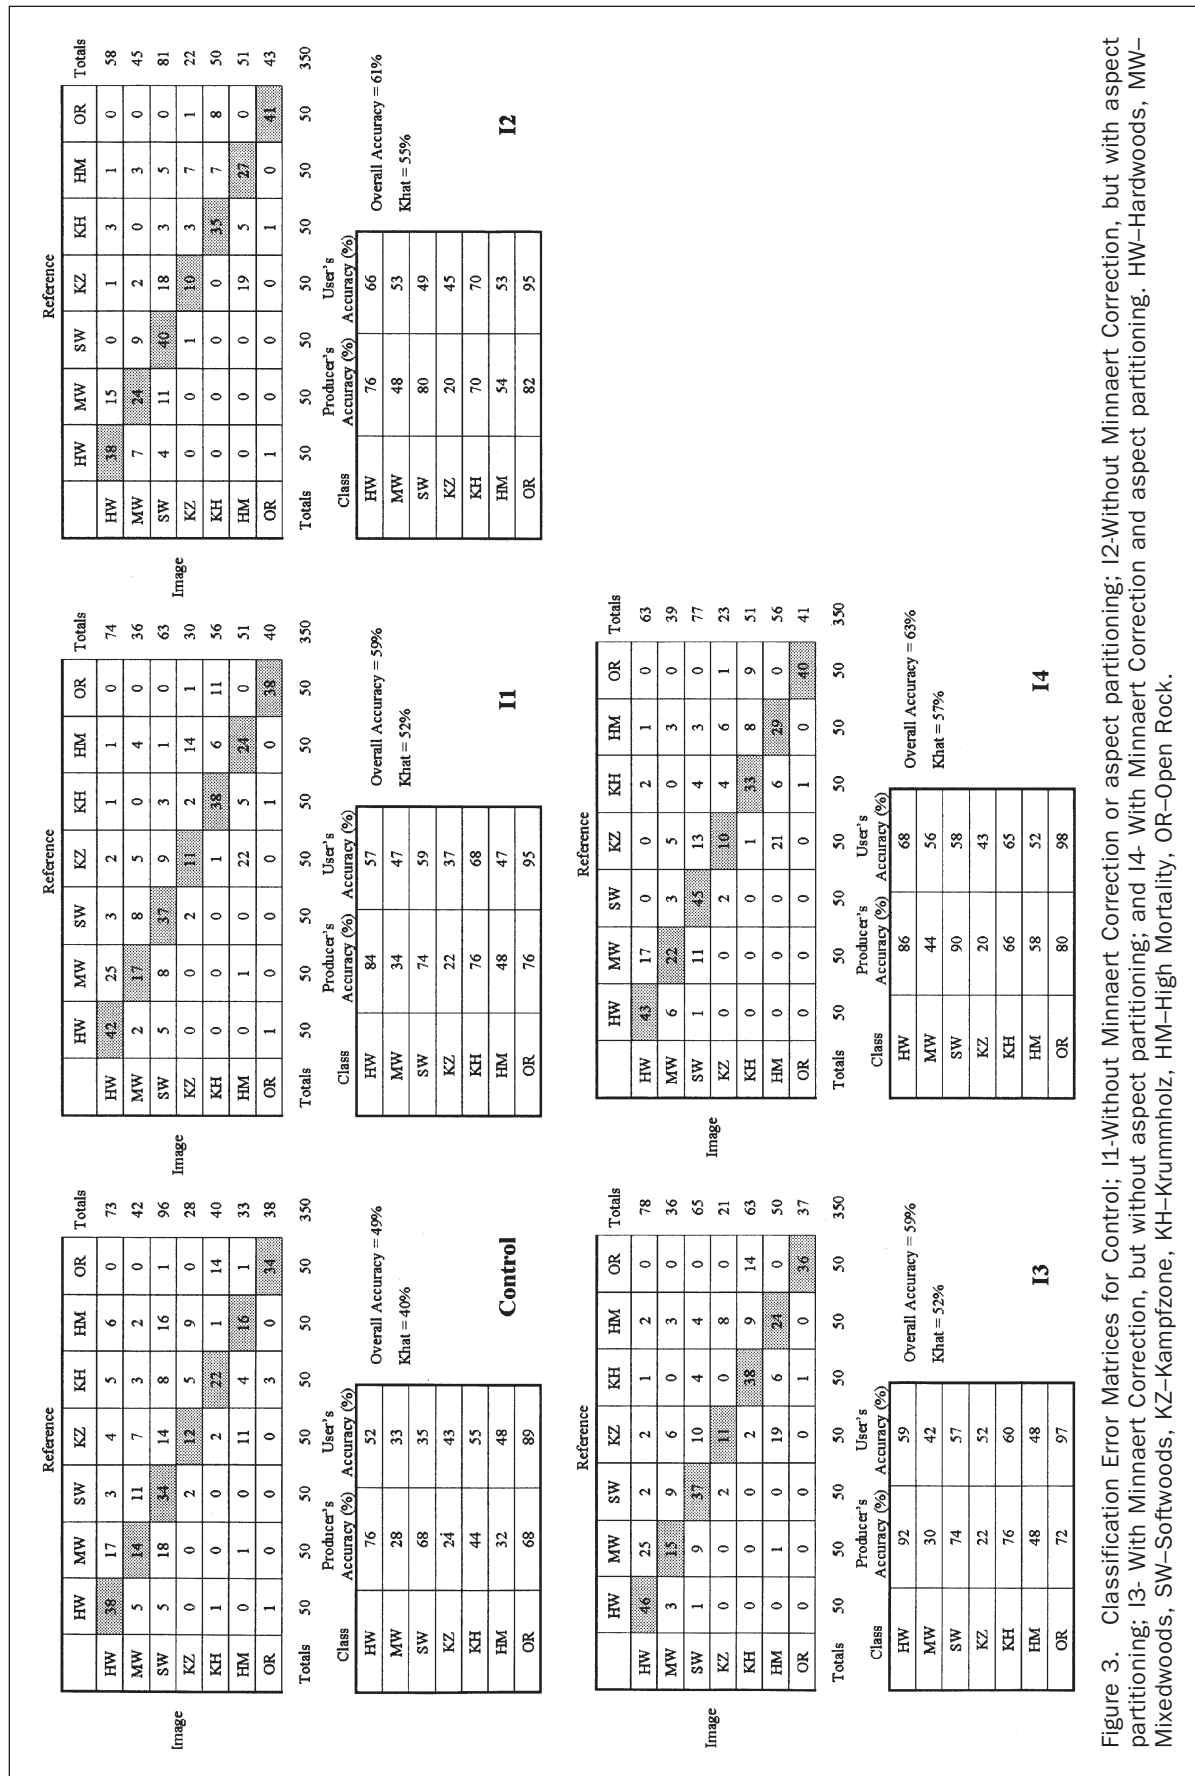 Reference
HW MW SW KZ KH HM OR Totals
HW 38 17 3 4 5 6 0 73
MW 5 14 11 7 3 2 0 42
SW 5 18 34 14 8 16 1 96
Image
KZ 0 0 2 12 5 9 0 28
KH 1 0 0 2 22 1 14 40
HM 0 1 0 11 4 16 1 33
OR 1 0 0 0 3 0 34 38
Totals 50 50 50 50 50 50 50 350
Class Producer's Accuracy (%) User's Accuracy (%)
HW 76 52
MW 28 33
SW 68 35
KZ 24 43
KH 44 55
HM 32 48
OR 68 89
Overall Accuracy = 49%
Khat = 40%
Control
Reference
HW MW SW KZ KH HM OR Totals
HW 42 25 3 2 1 1 0 74
MW 2 17 8 5 0 4 0 36
SW 5 8 37 9 3 1 0 63
Image
KZ 0 0 2 11 2 14 1 30
KH 0 0 0 1 38 6 11 56
HM 0 1 0 22 5 24 0 51
OR 1 0 0 0 1 0 38 40
Totals 50 50 50 50 50 50 50 350
Class Producer's Accuracy (%) User's Accuracy (%)
HW 84 57
MW 34 47
SW 74 59
KZ 22 37
KH 76 68
HM 48 47
OR 76 95
Overall Accuracy = 59%
Khat = 52%
I1
Reference
HW MW SW KZ KH HM OR Totals
HW 38 15 0 1 3 1 0 58
MW 7 24 9 2 0 3 0 45
SW 4 11 40 18 3 5 0 81
Image
KZ 0 0 1 10 3 7 1 22
KH 0 0 0 0 35 7 8 50
HM 0 0 0 19 5 27 0 51
OR 1 0 0 0 1 0 41 43
Totals 50 50 50 50 50 50 50 350
Class Producer's Accuracy (%) User's Accuracy (%)
HW 76 66
MW 48 53
SW 80 49
KZ 20 45
KH 70 70
HM 54 53
OR 82 95
Overall Accuracy = 61%
Khat = 55%
I2
Reference
HW MW SW KZ KH HM OR Totals
HW 46 25 2 2 1 2 0 78
MW 3 15 9 6 0 3 0 36
SW 1 9 37 10 4 4 0 65
Image
KZ 0 0 2 11 0 8 0 21
KH 0 0 0 2 38 9 14 63
HM 0 1 0 19 6 24 0 50
OR 0 0 0 0 1 0 36 37
Totals 50 50 50 50 50 50 50 350
Class Producer's Accuracy (%) User's Accuracy (%)
HW 92 59
MW 30 42
SW 74 57
KZ 22 52
KH 76 60
HM 48 48
OR 72 97
Overall Accuracy = 59%
Khat = 52%
I3
Reference
HW MW SW KZ KH HM OR Totals
HW 43 17 0 0 2 1 0 63
MW 6 22 3 5 0 3 0 39
SW 1 11 45 13 4 3 0 77
Image
KZ 0 0 2 10 4 6 1 23
KH 0 0 0 1 33 8 9 51
HM 0 0 0 21 6 29 0 56
OR 0 0 0 0 1 0 40 41
Totals 50 50 50 50 50 50 50 350
Class Producer's Accuracy (%) User's Accuracy (%)
HW 86 68
MW 44 56
SW 90 58
KZ 20 43
KH 66 65
HM 58 52
OR 80 98
Overall Accuracy = 63%
Khat = 57%
I4
Figure 3. Classification Error Matrices for Control; I1-Without Minnaert Correction or aspect partitioning; I2-Without Minnaert Correction, but with aspect
partitioning; I3- With Minnaert Correction, but without aspect partitioning; and I4- With Minnaert Correction and aspect partitioning. HW–Hardwoods, MW–
Mixedwoods, SW–Softwoods, KZ–Kampfzone, KH–Krummholz, HM–High Mortality, OR–Open Rock.